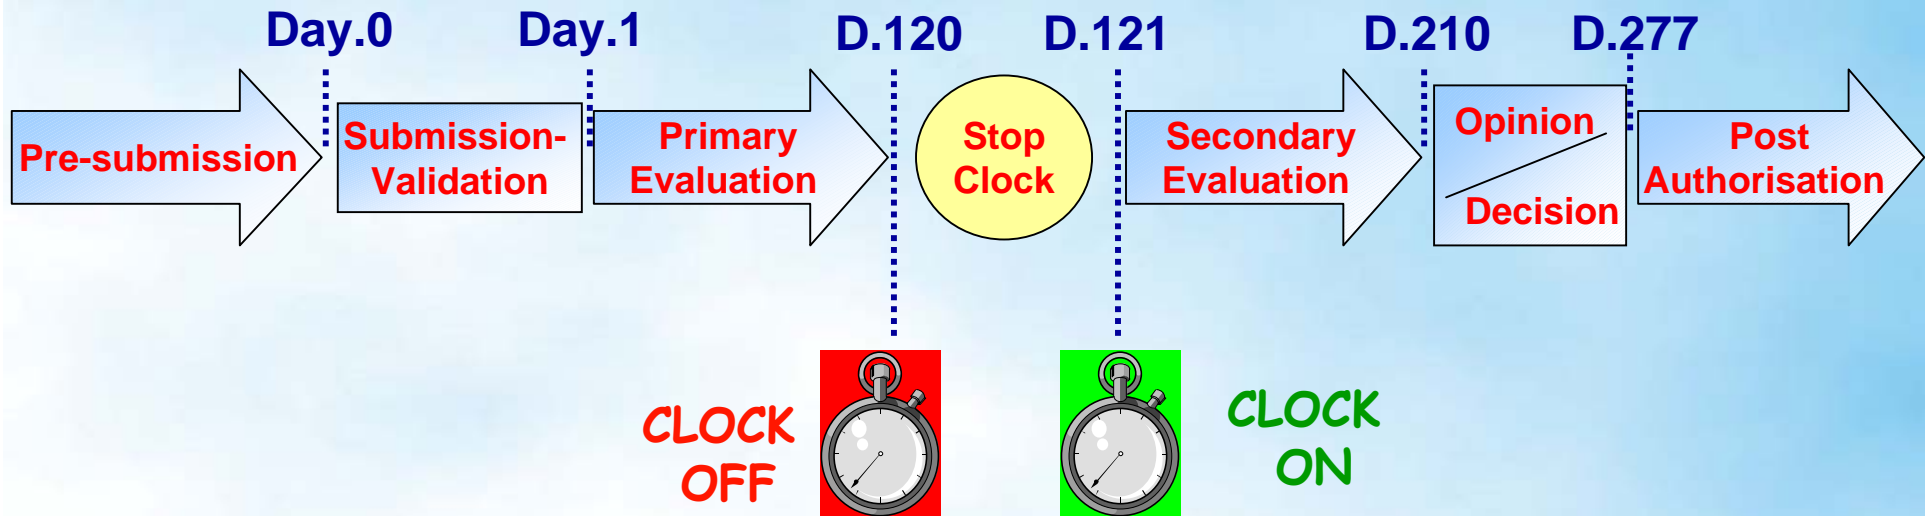 Day.0 Day.1 D.120 D.121 D.210 D.277
Pre-submission
Submission-
Validation
Primary
Evaluation
Stop
Clock
Secondary
Evaluation
Opinion
Decision
Post
Authorisation
CLOCK
OFF
CLOCK
ON